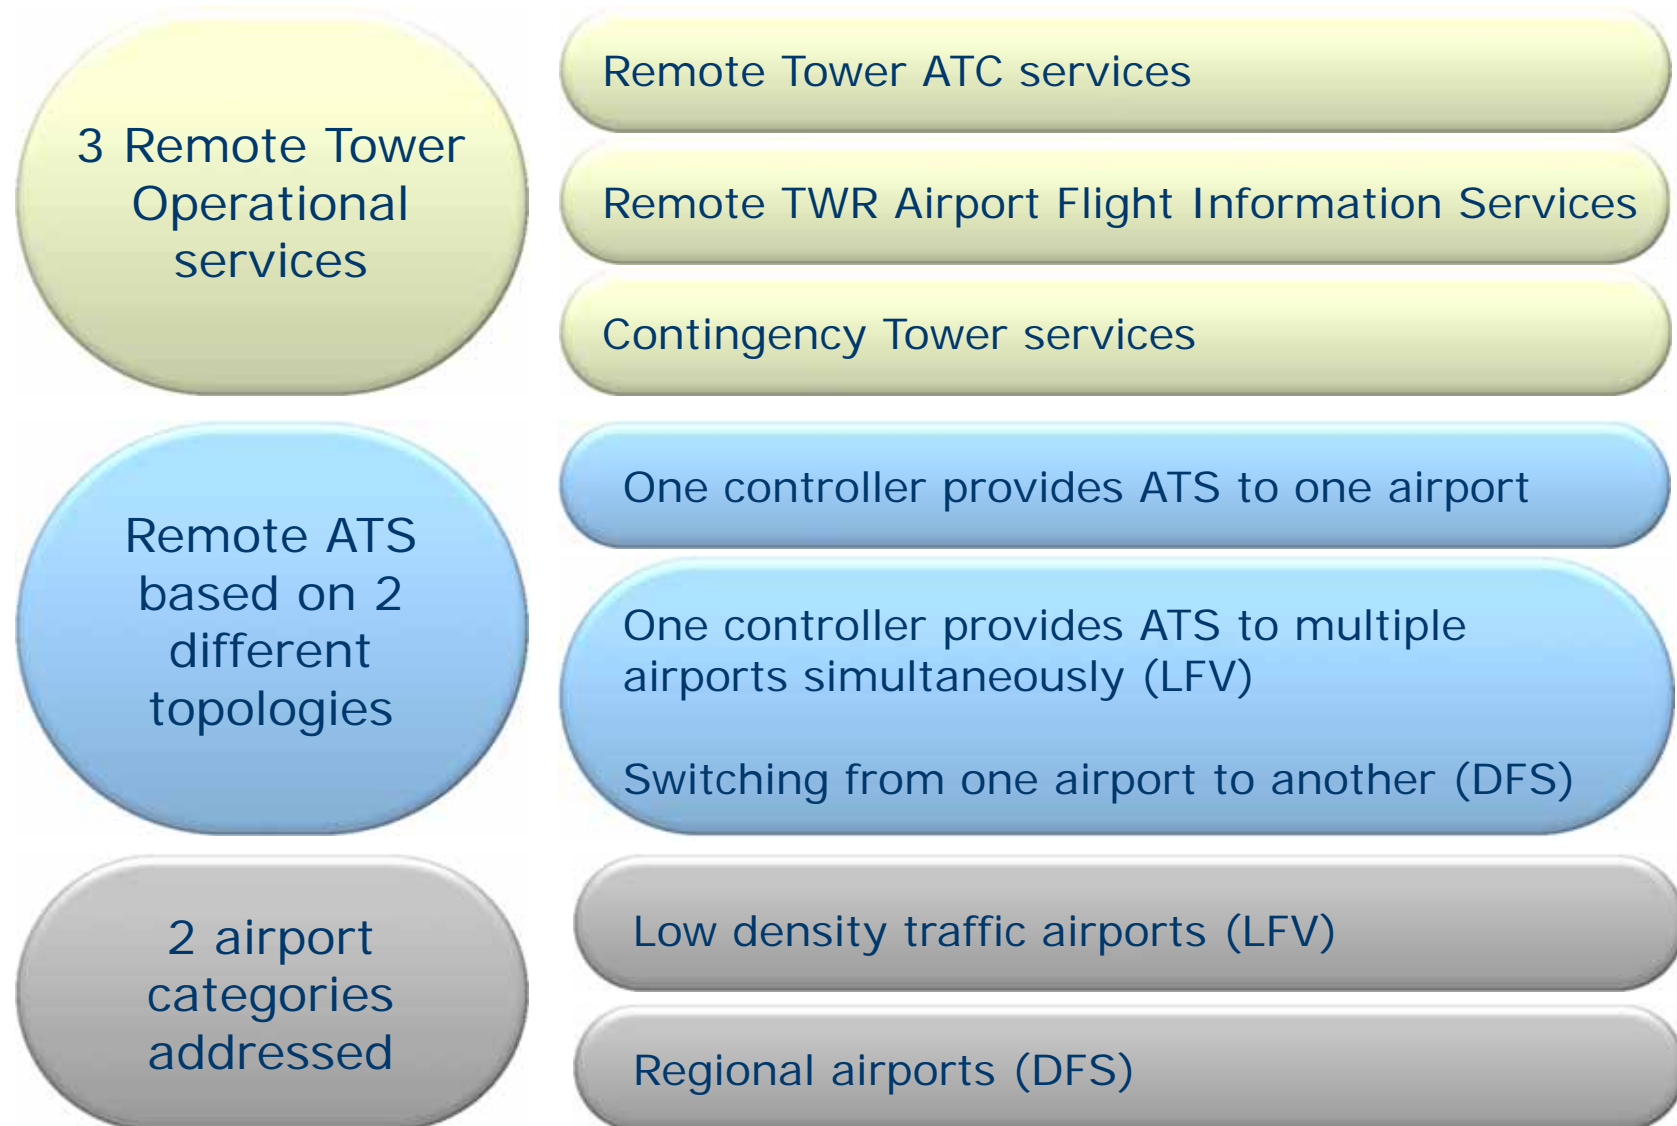 3 Remote Tower
Operational
services
Remote Tower ATC services
Remote TWR Airport Flight Information Services
Contingency Tower services
Remote ATS
based on 2
different
topologies
One controller provides ATS to one airport
One controller provides ATS to multiple
airports simultaneously (LFV)
Switching from one airport to another (DFS)
2 airport
categories
addressed
Low density traffic airports (LFV)
Regional airports (DFS)